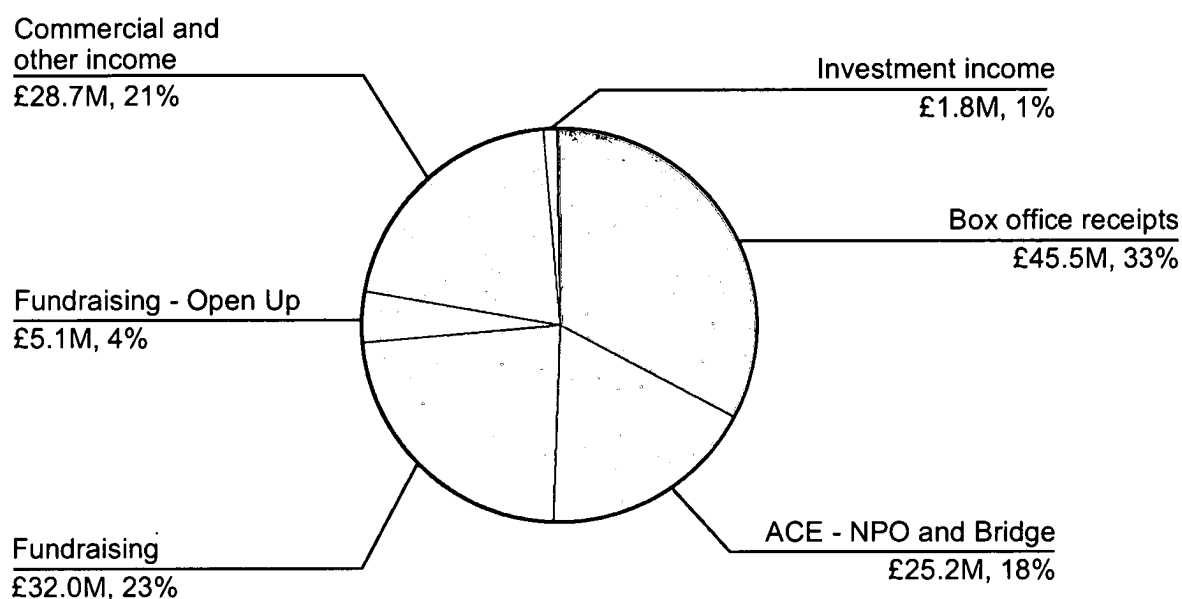 Commercial and
other income
£28.7M, 21%
Investment income
£1.8M, 1%
Box office receipts
£45.5M, 33%
Fundraising - Open Up
£5.1M, 4%
Fundraising
£32.0M, 23%
ACE - NPO and Bridge
£25.2M, 18%